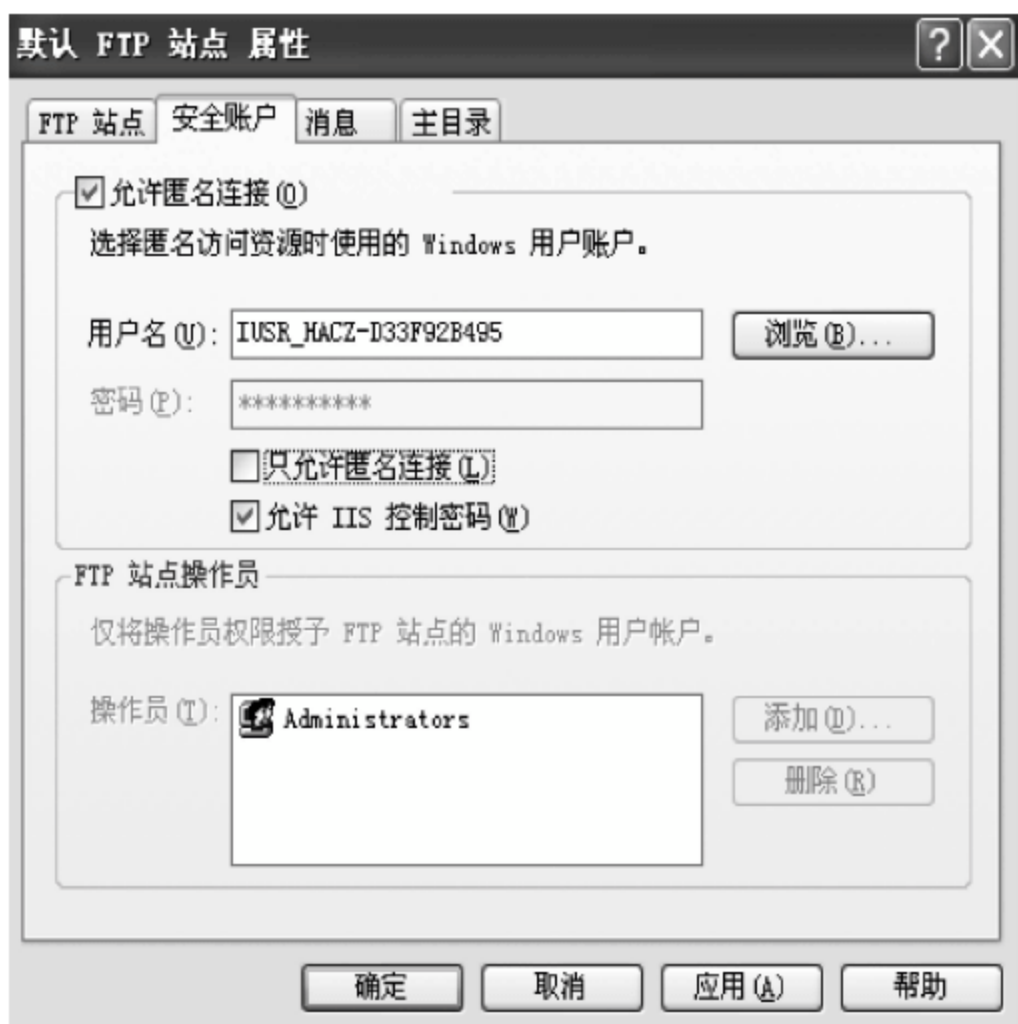 默认 FTP 站点 属性
FTP 站点 安全账户 消息 主目录
允许匿名连接(O)
选择匿名访问资源时使用的 Windows 用户账户。
用户名(U): IUSR_HACZ-D33F92B495 浏览(B)...
密码(P): **********
只允许匿名连接(L)
允许 IIS 控制密码(W)
FTP 站点操作员
仅将操作员权限授予 FTP 站点的 Windows 用户帐户。
操作员(T): Administrators 添加(D)...
删除(R)
确定 取消 应用(A) 帮助